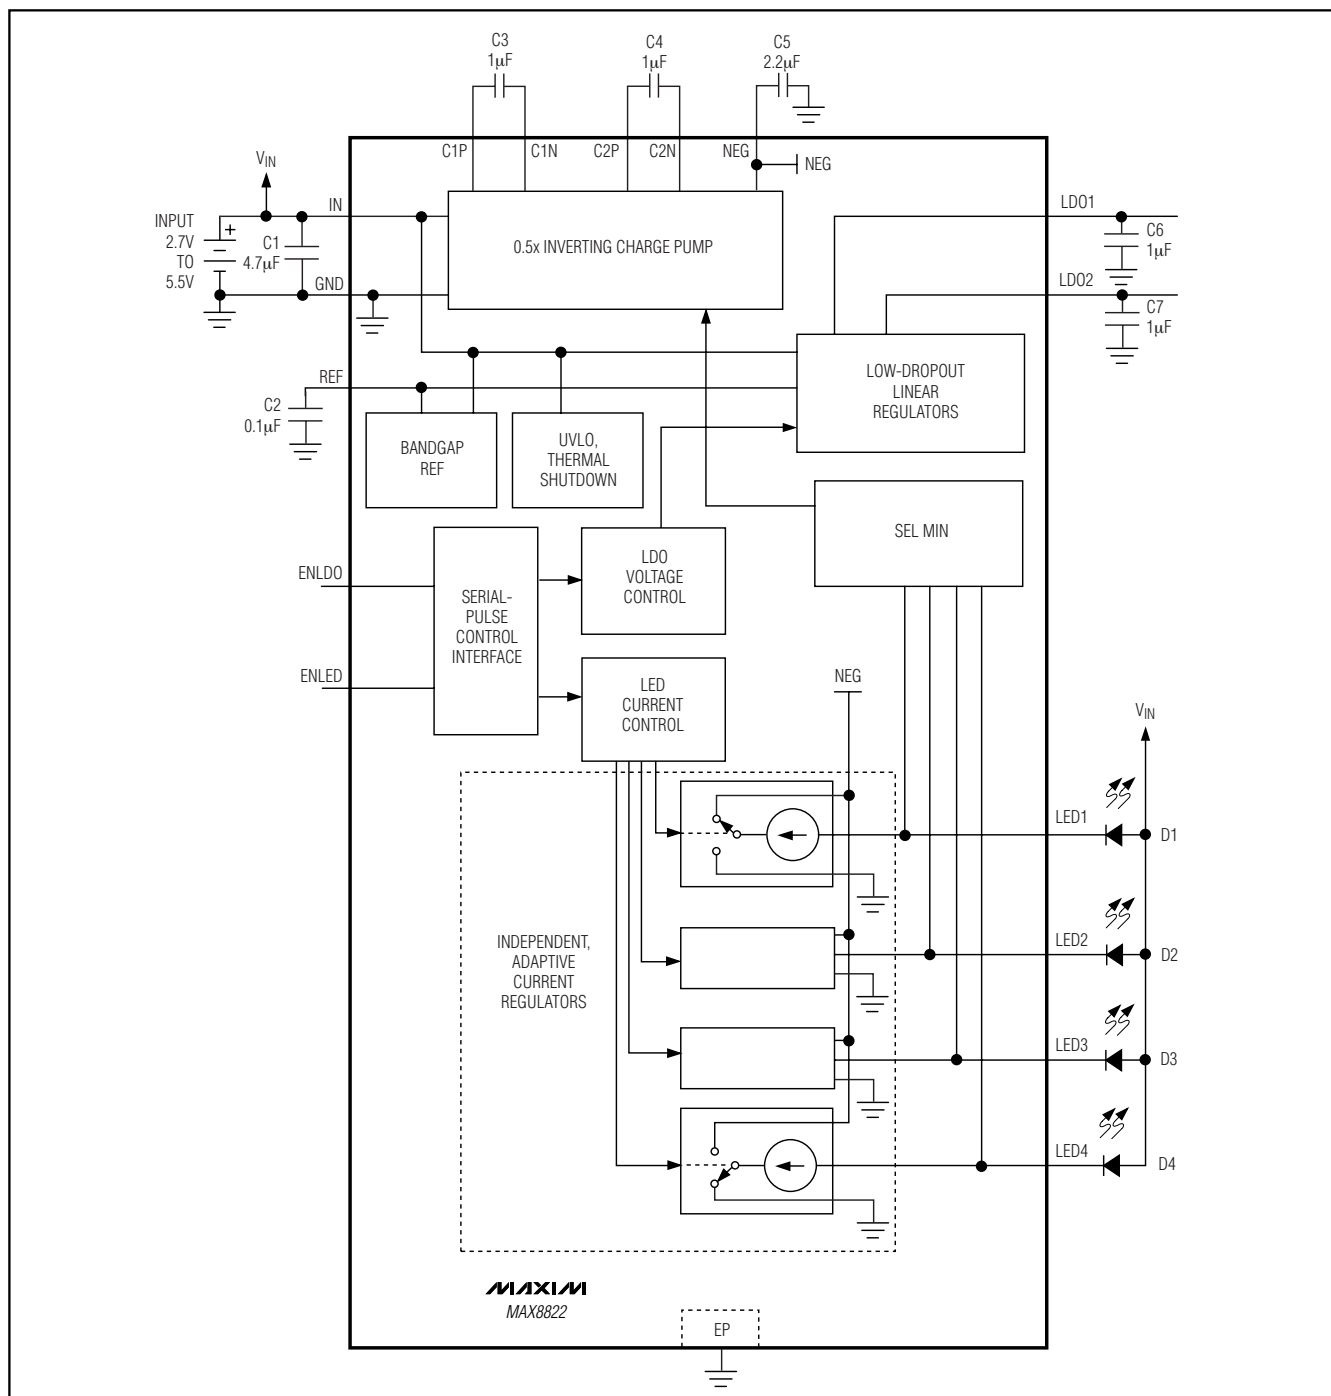 C3
1µF
C4
1µF
C5
2.2µF
C1P
C1N
C2P
C2N
NEG
NEG
VIN
IN
INPUT
2.7V
TO
5.5V
+
C1
4.7µF
GND
0.5x INVERTING CHARGE PUMP
LDO1
C6
1µF
LDO2
C7
1µF
REF
C2
0.1µF
BANDGAP
REF
UVLO,
THERMAL
SHUTDOWN
LOW-DROPOUT
LINEAR
REGULATORS
SEL MIN
ENLDO
ENLED
SERIAL-
PULSE
CONTROL
INTERFACE
LDO
VOLTAGE
CONTROL
LED
CURRENT
CONTROL
NEG
VIN
LED1
D1
LED2
D2
LED3
D3
LED4
D4
INDEPENDENT,
ADAPTIVE
CURRENT
REGULATORS
MAXIM
MAX8822
EP